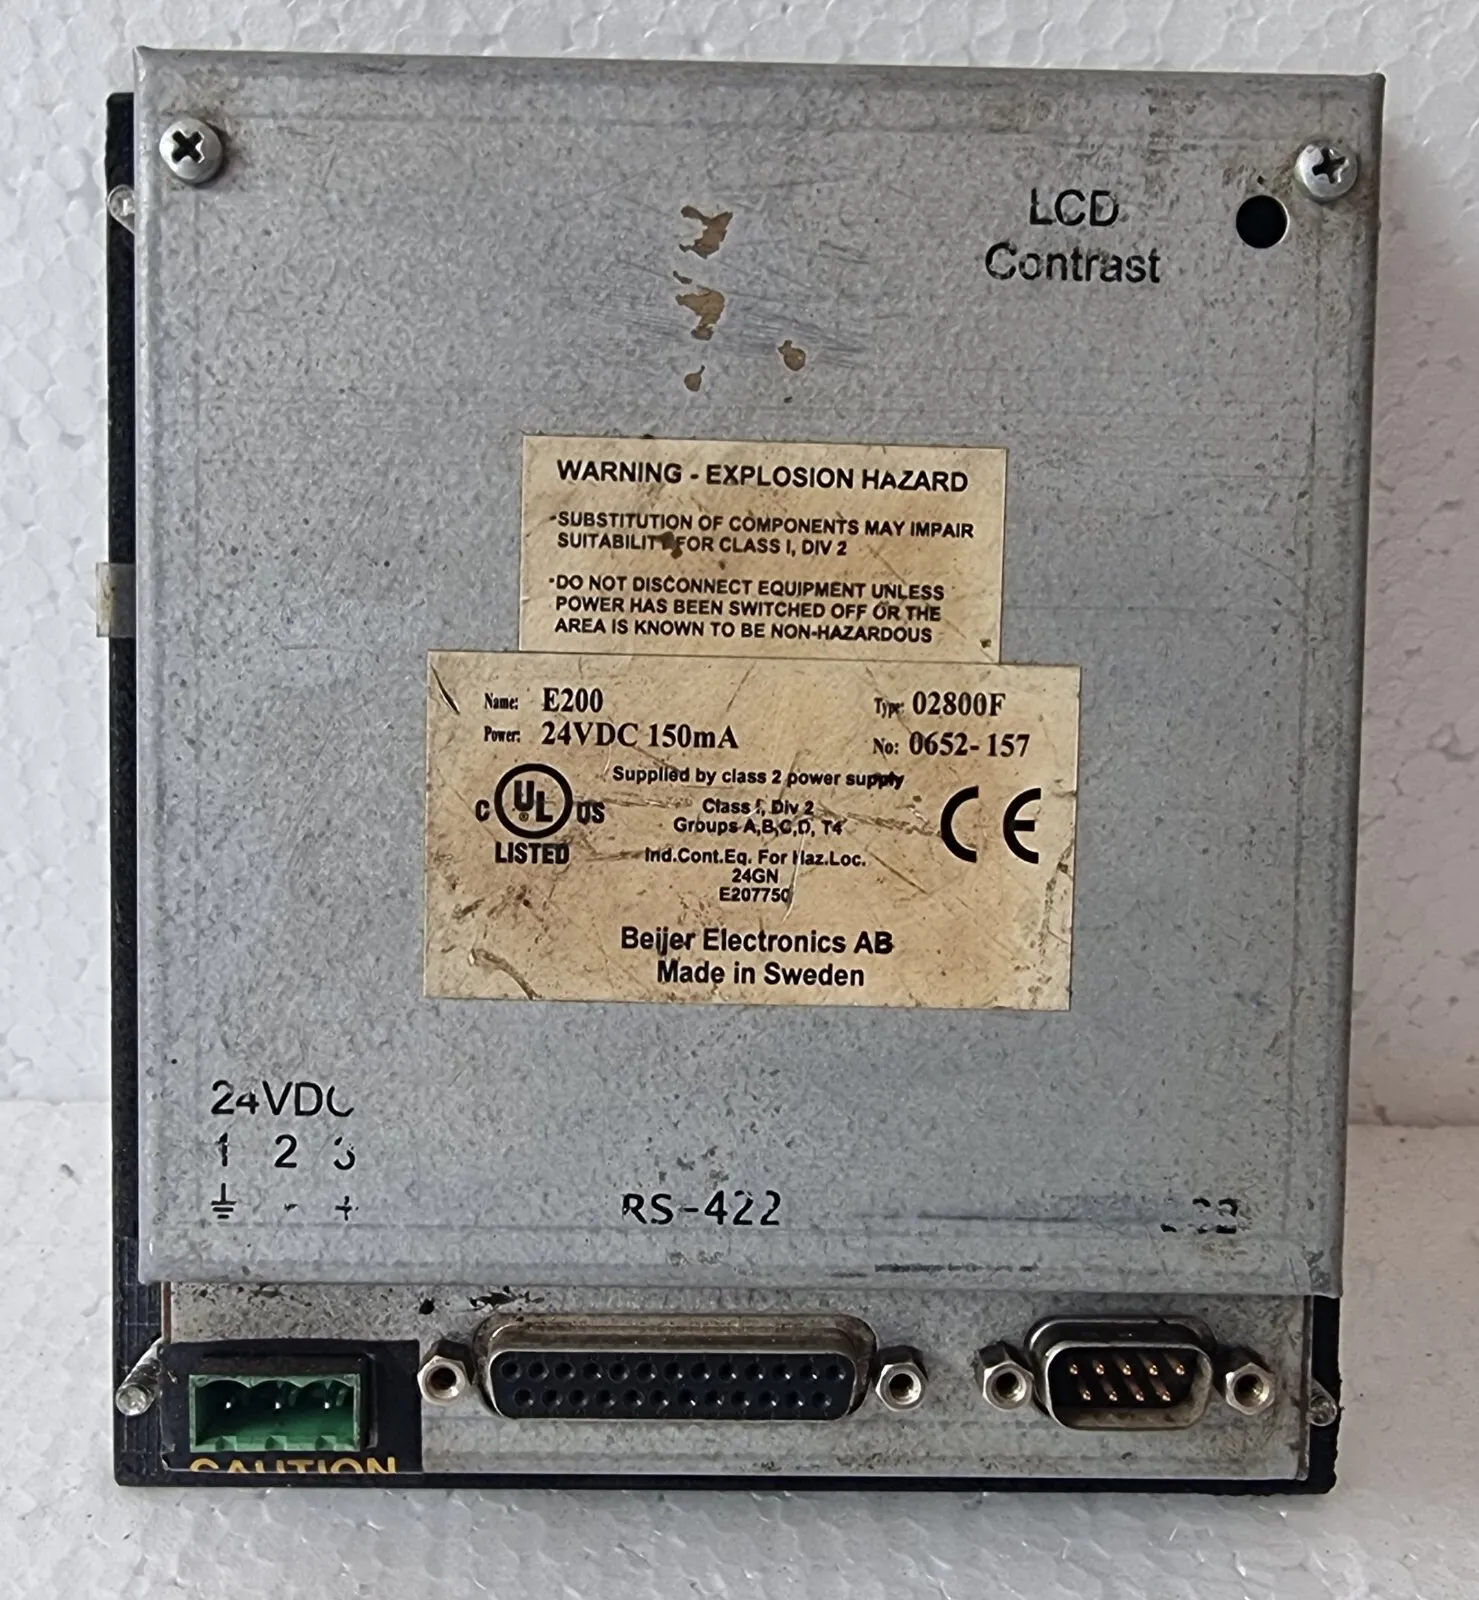 LCD
Contrast
WARNING - EXPLOSION HAZARD
-SUBSTITUTION OF COMPONENTS MAY IMPAIR
SUITABILITY FOR CLASS I, DIV 2
-DO NOT DISCONNECT EQUIPMENT UNLESS
POWER HAS BEEN SWITCHED OFF OR THE
AREA IS KNOWN TO BE NON-HAZARDOUS
Name: E200 Type: 02800F
Power: 24VDC 150mA No: 0652-157
Supplied by class 2 power supply
Class I, Div 2
Groups A,B,C,D, T4
C UL US
LISTED
CE
Ind.Cont.Eq. For Haz.Loc.
24GN
E207750
Beijer Electronics AB
Made in Sweden
24VDC
1 2 3
- +
RS-422
CAUTION